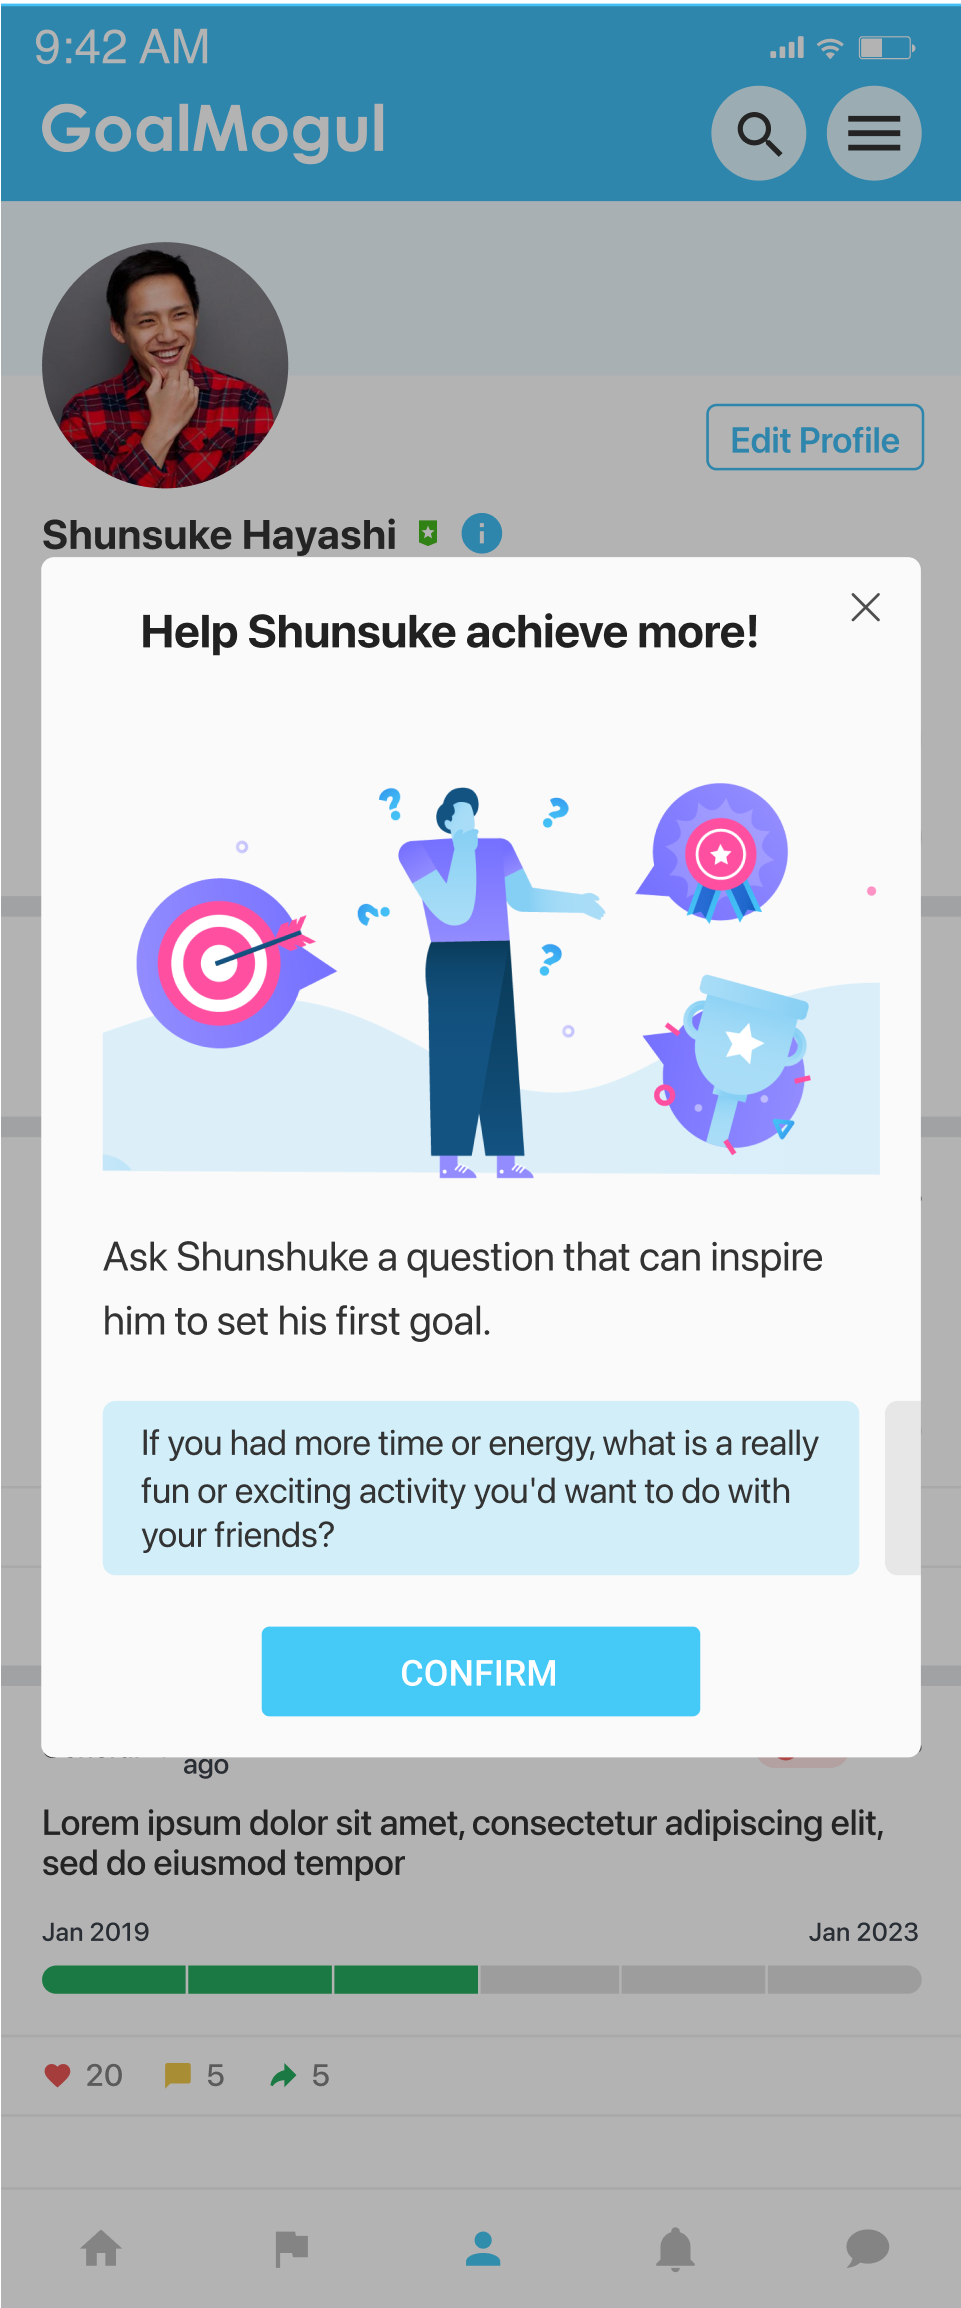 9:42 AM
GoalMogul
Edit Profile
Shunsuke Hayashi
Help Shunsuke achieve more!
Ask Shunshuke a question that can inspire
him to set his first goal.
If you had more time or energy, what is a really
fun or exciting activity you'd want to do with
your friends?
CONFIRM
ago
Lorem ipsum dolor sit amet, consectetur adipiscing elit,
sed do eiusmod tempor
Jan 2019 Jan 2023
20 5 5